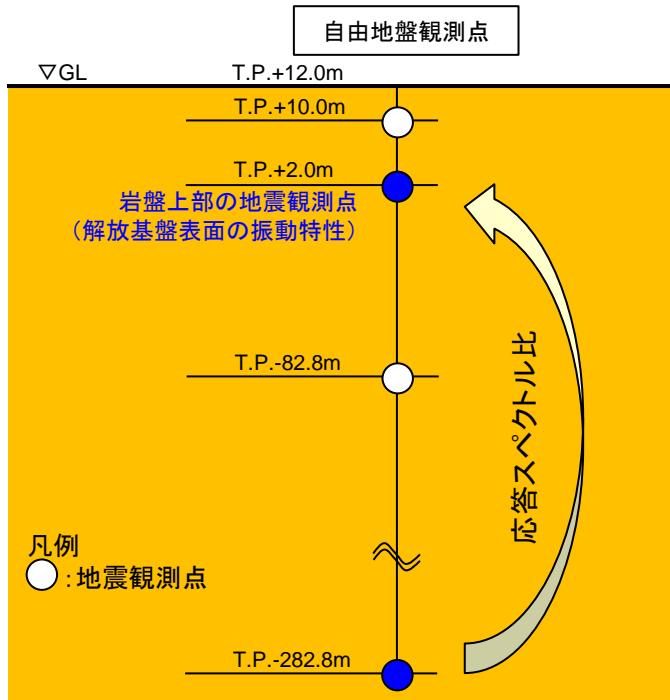 自由地盤観測点
▽GL
T.P.+12.0m
T.P.+10.0m
T.P.+2.0m
岩盤上部の地震観測点
（解放基盤表面の振動特性）
T.P.-82.8m
応答スペクトル比
凡例
○：地震観測点
T.P.-282.8m